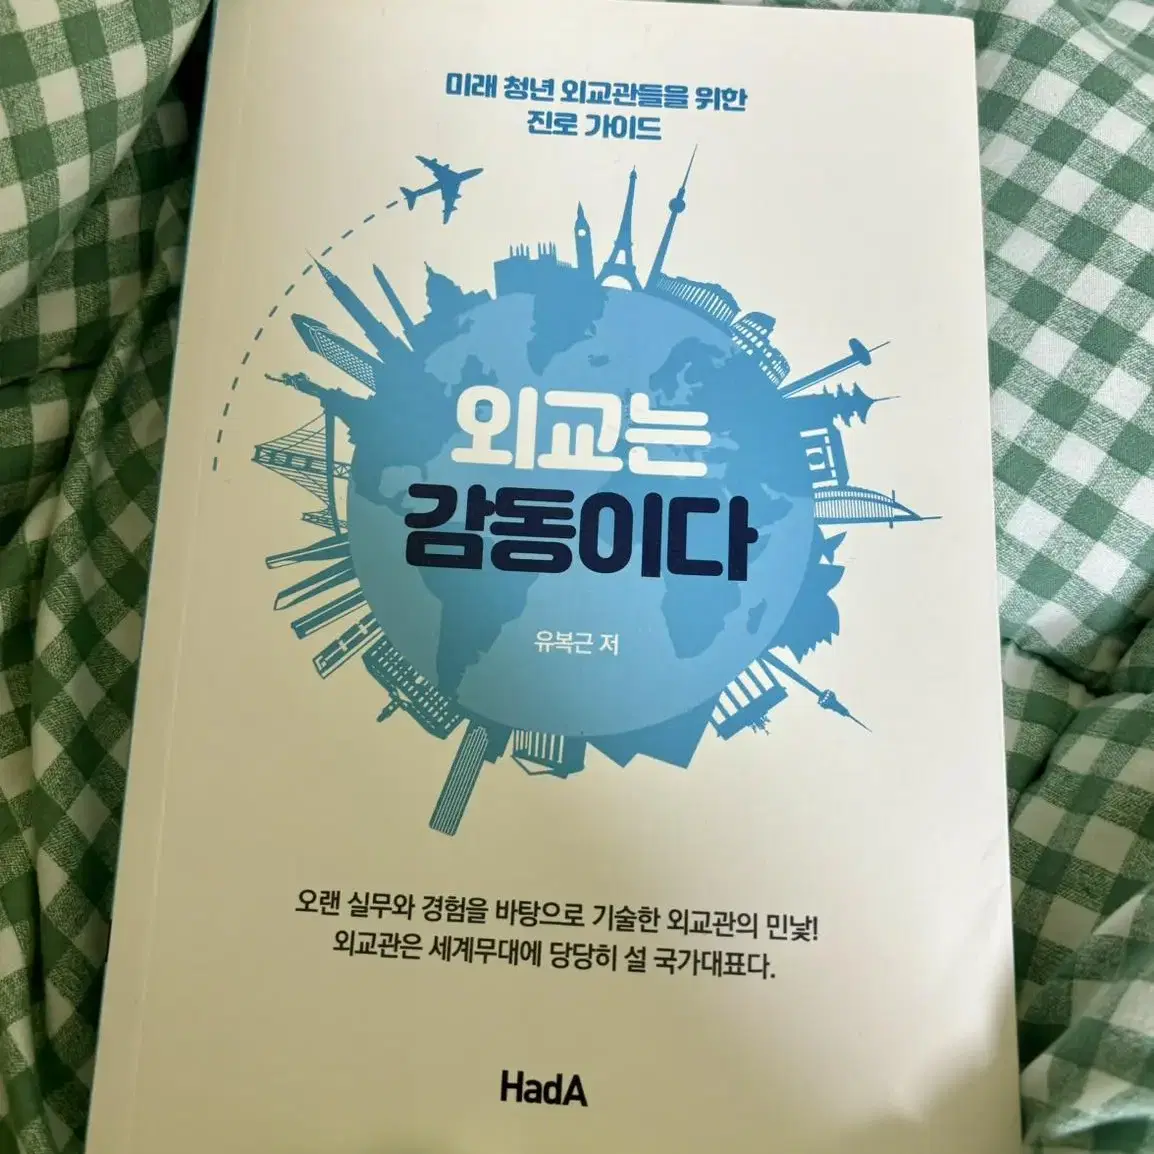 미래 청년 외교관들을 위한
진로 가이드
외교는
감동이다
유복근 저
오랜 실무와 경험을 바탕으로 기술한 외교관의 민낯!
외교관은 세계무대에 당당히 설 국가대표다.
HadA